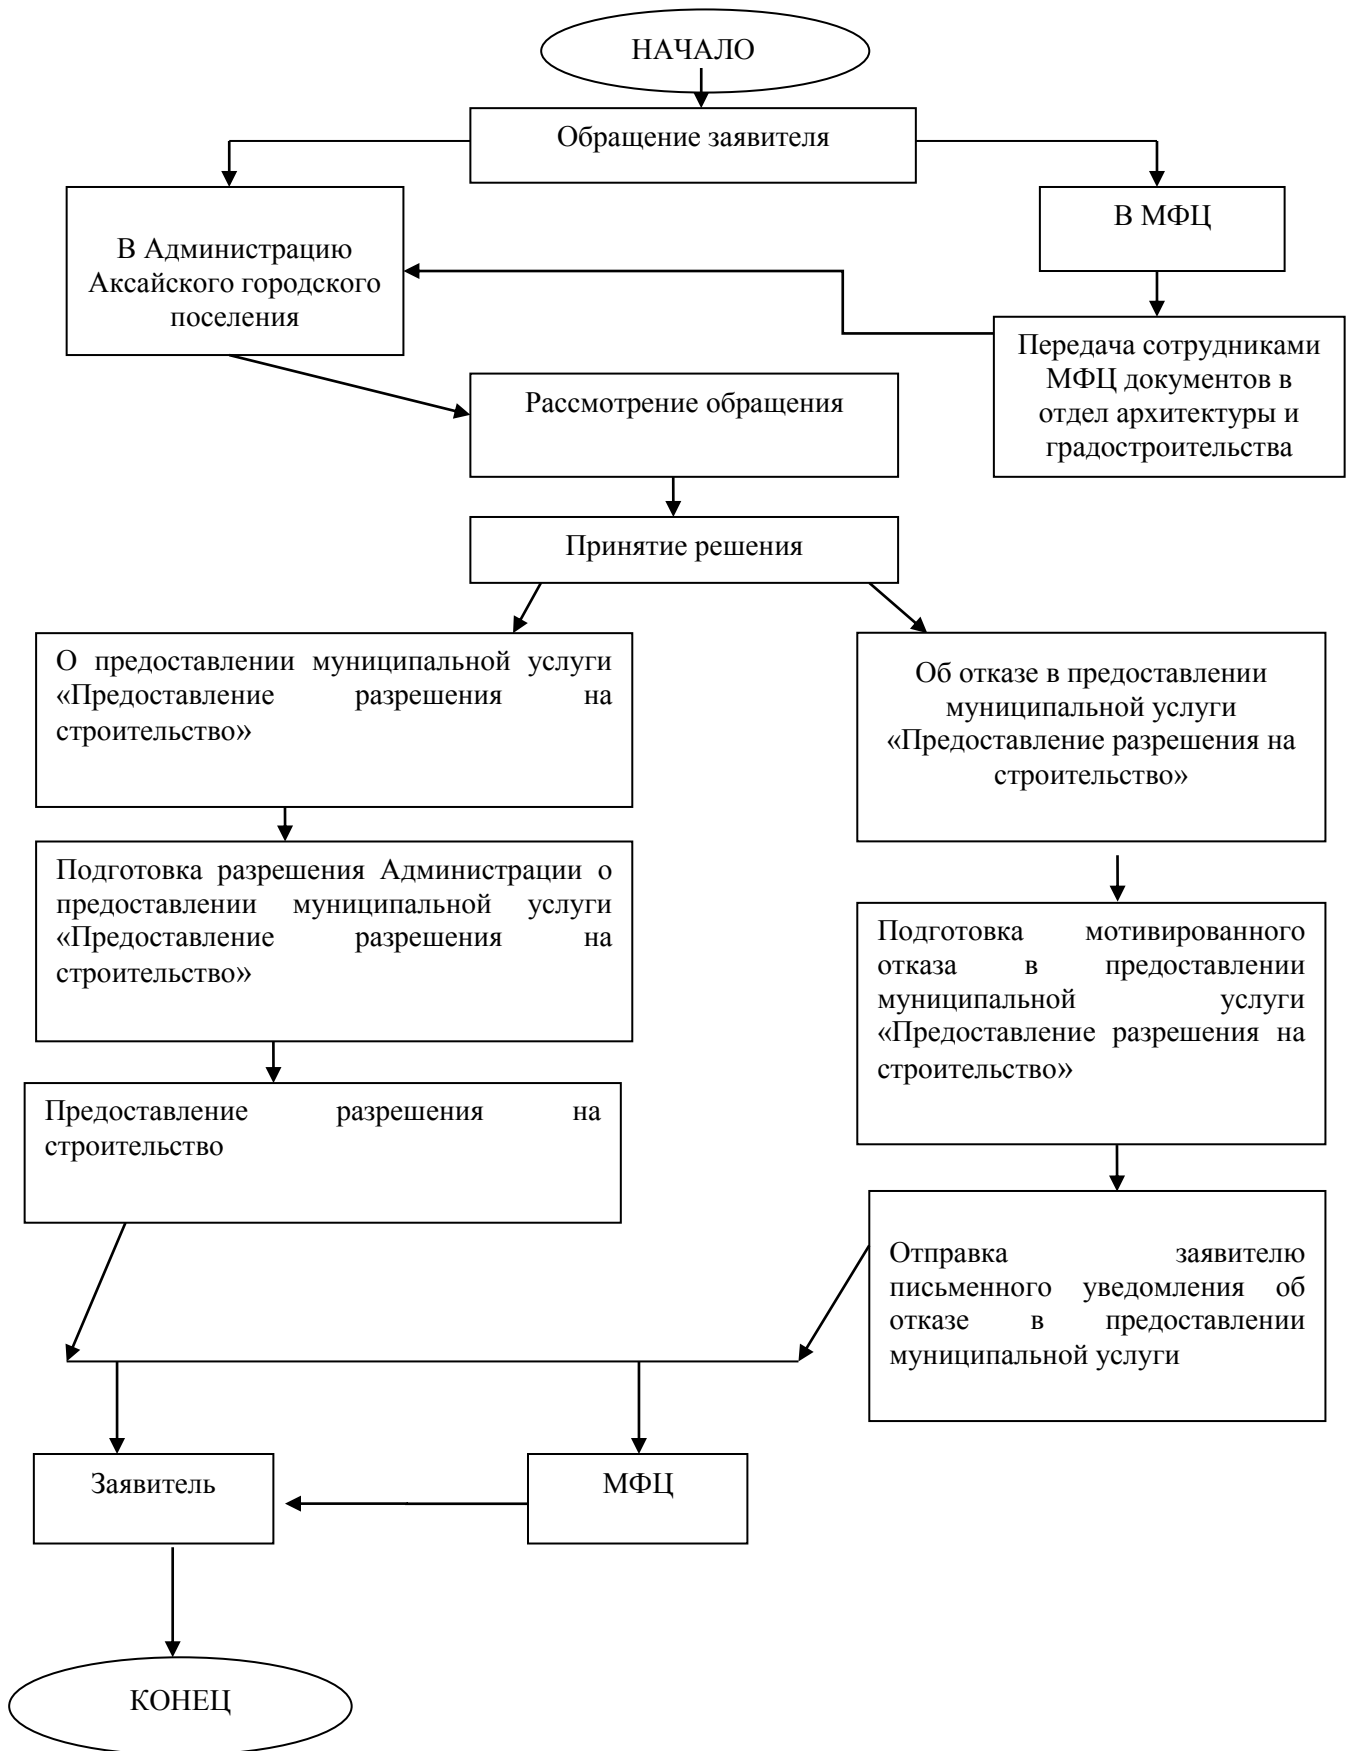 НАЧАЛО
Обращение заявителя
В Администрацию
Аксайского городского
поселения
В МФЦ
Передача сотрудниками
МФЦ документов в
отдел архитектуры и
градостроительства
Рассмотрение обращения
Принятие решения
О предоставлении муниципальной услуги
«Предоставление разрешения на
строительство»
Об отказе в предоставлении
муниципальной услуги
«Предоставление разрешения на
строительство»
Подготовка разрешения Администрации о
предоставлении муниципальной услуги
«Предоставление разрешения на
строительство»
Подготовка мотивированного
отказа в предоставлении
муниципальной услуги
«Предоставление разрешения на
строительство»
Предоставление разрешения на
строительство
Отправка заявителю
письменного уведомления об
отказе в предоставлении
муниципальной услуги
Заявитель
МФЦ
КОНЕЦ